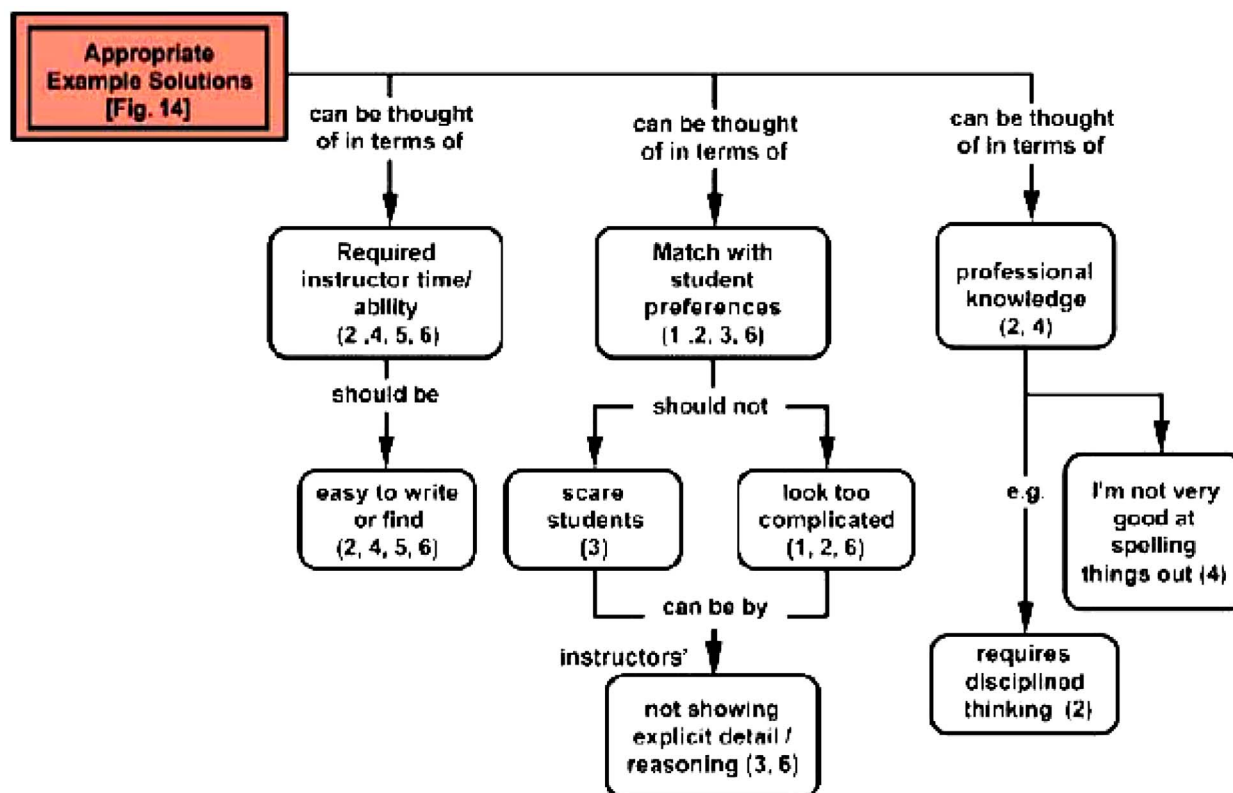 Appropriate
Example Solutions
[Fig. 14]
can be thought
of in terms of
can be thought
of in terms of
can be thought
of in terms of
Required
instructor time/
ability
(2 ,4, 5, 6)
Match with
student
preferences
(1 ,2, 3, 6)
professional
knowledge
(2, 4)
should be
should not
e.g.
easy to write
or find
(2, 4, 5, 6)
scare
students
(3)
look too
complicated
(1, 2, 6)
I'm not very
good at
spelling
things out (4)
can be by
instructors'
not showing
explicit detail /
reasoning (3, 6)
requires
disciplined
thinking (2)